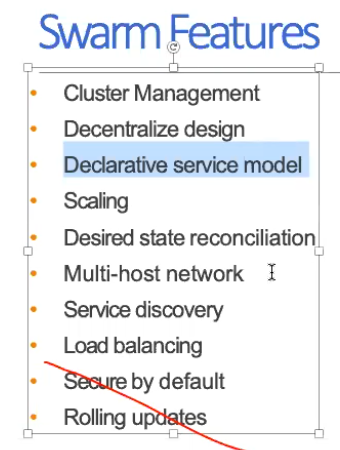 Swarm Features
• Cluster Management
• Decentralize design
• Declarative service model
• Scaling
• Desired state reconciliation
• Multi-host network
• Service discovery
• Load balancing
• Secure by default
• Rolling updates